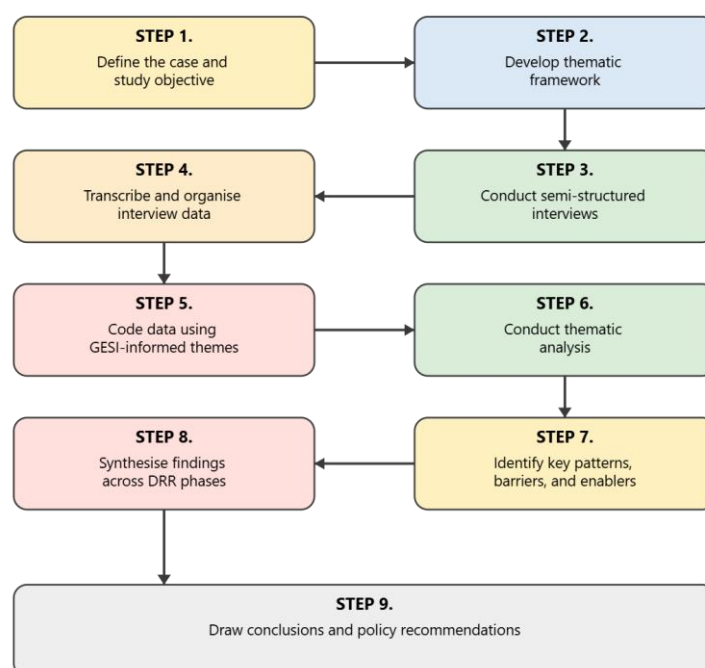 STEP 1.
Define the case and
study objective
STEP 2.
Develop thematic
framework
STEP 3.
Conduct semi-structured
interviews
STEP 4.
Transcribe and organise
interview data
STEP 5.
Code data using
GESI-informed themes
STEP 6.
Conduct thematic
analysis
STEP 7.
Identify key patterns,
barriers, and enablers
STEP 8.
Synthesise findings
across DRR phases
STEP 9.
Draw conclusions and policy recommendations